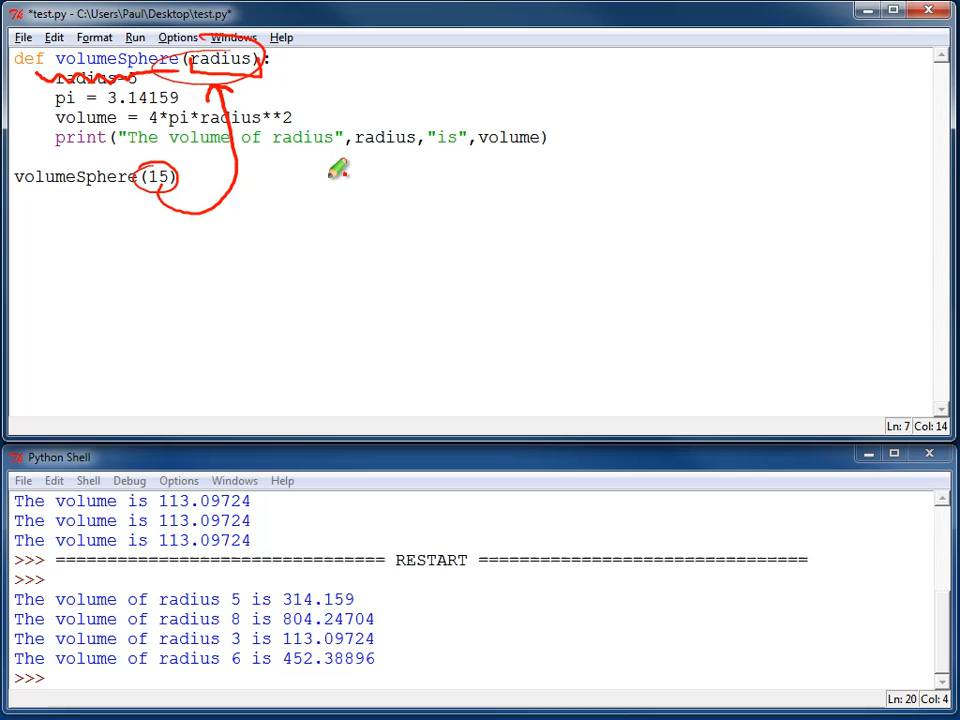 *test.py - C:\Users\Paul\Desktop\test.py*
File Edit Format Run Options Windows Help
def volumeSphere(radius):
radius=5
pi = 3.14159
volume = 4*pi*radius**2
print("The volume of radius",radius,"is",volume)
volumeSphere(15)
Ln: 7 Col: 14
Python Shell
File Edit Shell Debug Options Windows Help
The volume is 113.09724
The volume is 113.09724
The volume is 113.09724
>>> ================================ RESTART ================================
>>>
The volume of radius 5 is 314.159
The volume of radius 8 is 804.24704
The volume of radius 3 is 113.09724
The volume of radius 6 is 452.38896
>>>
Ln: 20 Col: 4